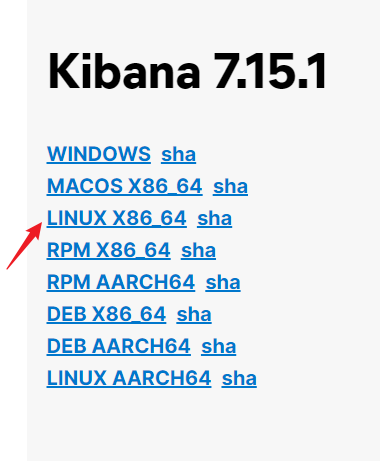 Kibana 7.15.1
WINDOWS sha
MACOS X86_64 sha
LINUX X86_64 sha
RPM X86_64 sha
RPM AARCH64 sha
DEB X86_64 sha
DEB AARCH64 sha
LINUX AARCH64 sha